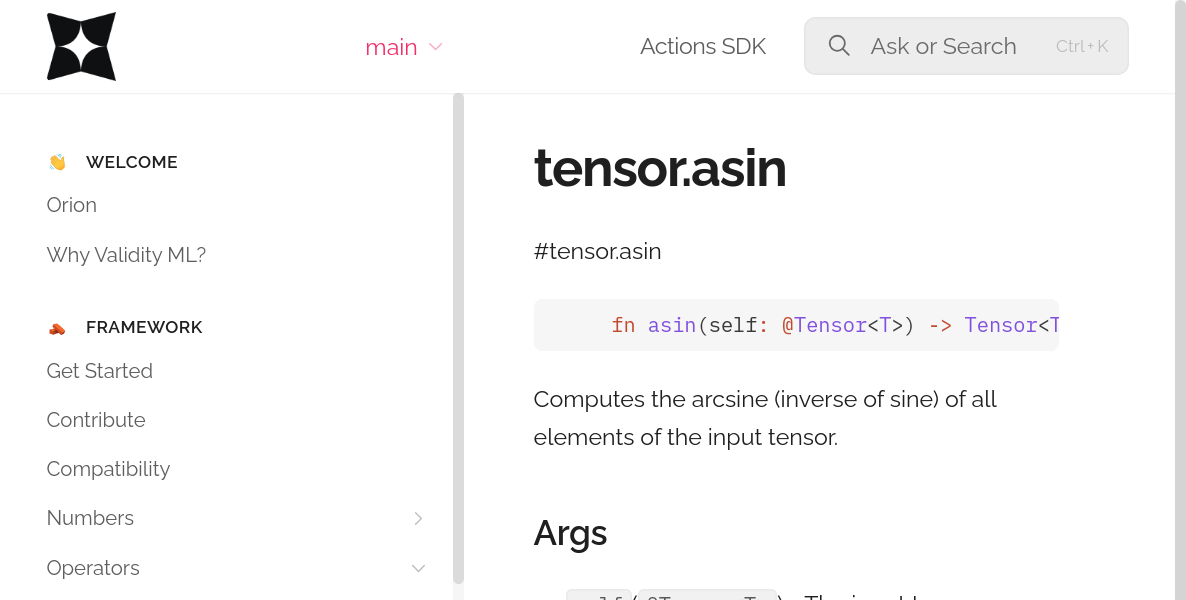 main
Actions SDK
Ask or Search
Ctrl+K
WELCOME
Orion
Why Validity ML?
FRAMEWORK
Get Started
Contribute
Compatibility
Numbers
Operators
tensor.asin
#tensor.asin
fn asin(self: @Tensor<T>) -> Tensor<T
Computes the arcsine (inverse of sine) of all
elements of the input tensor.
Args